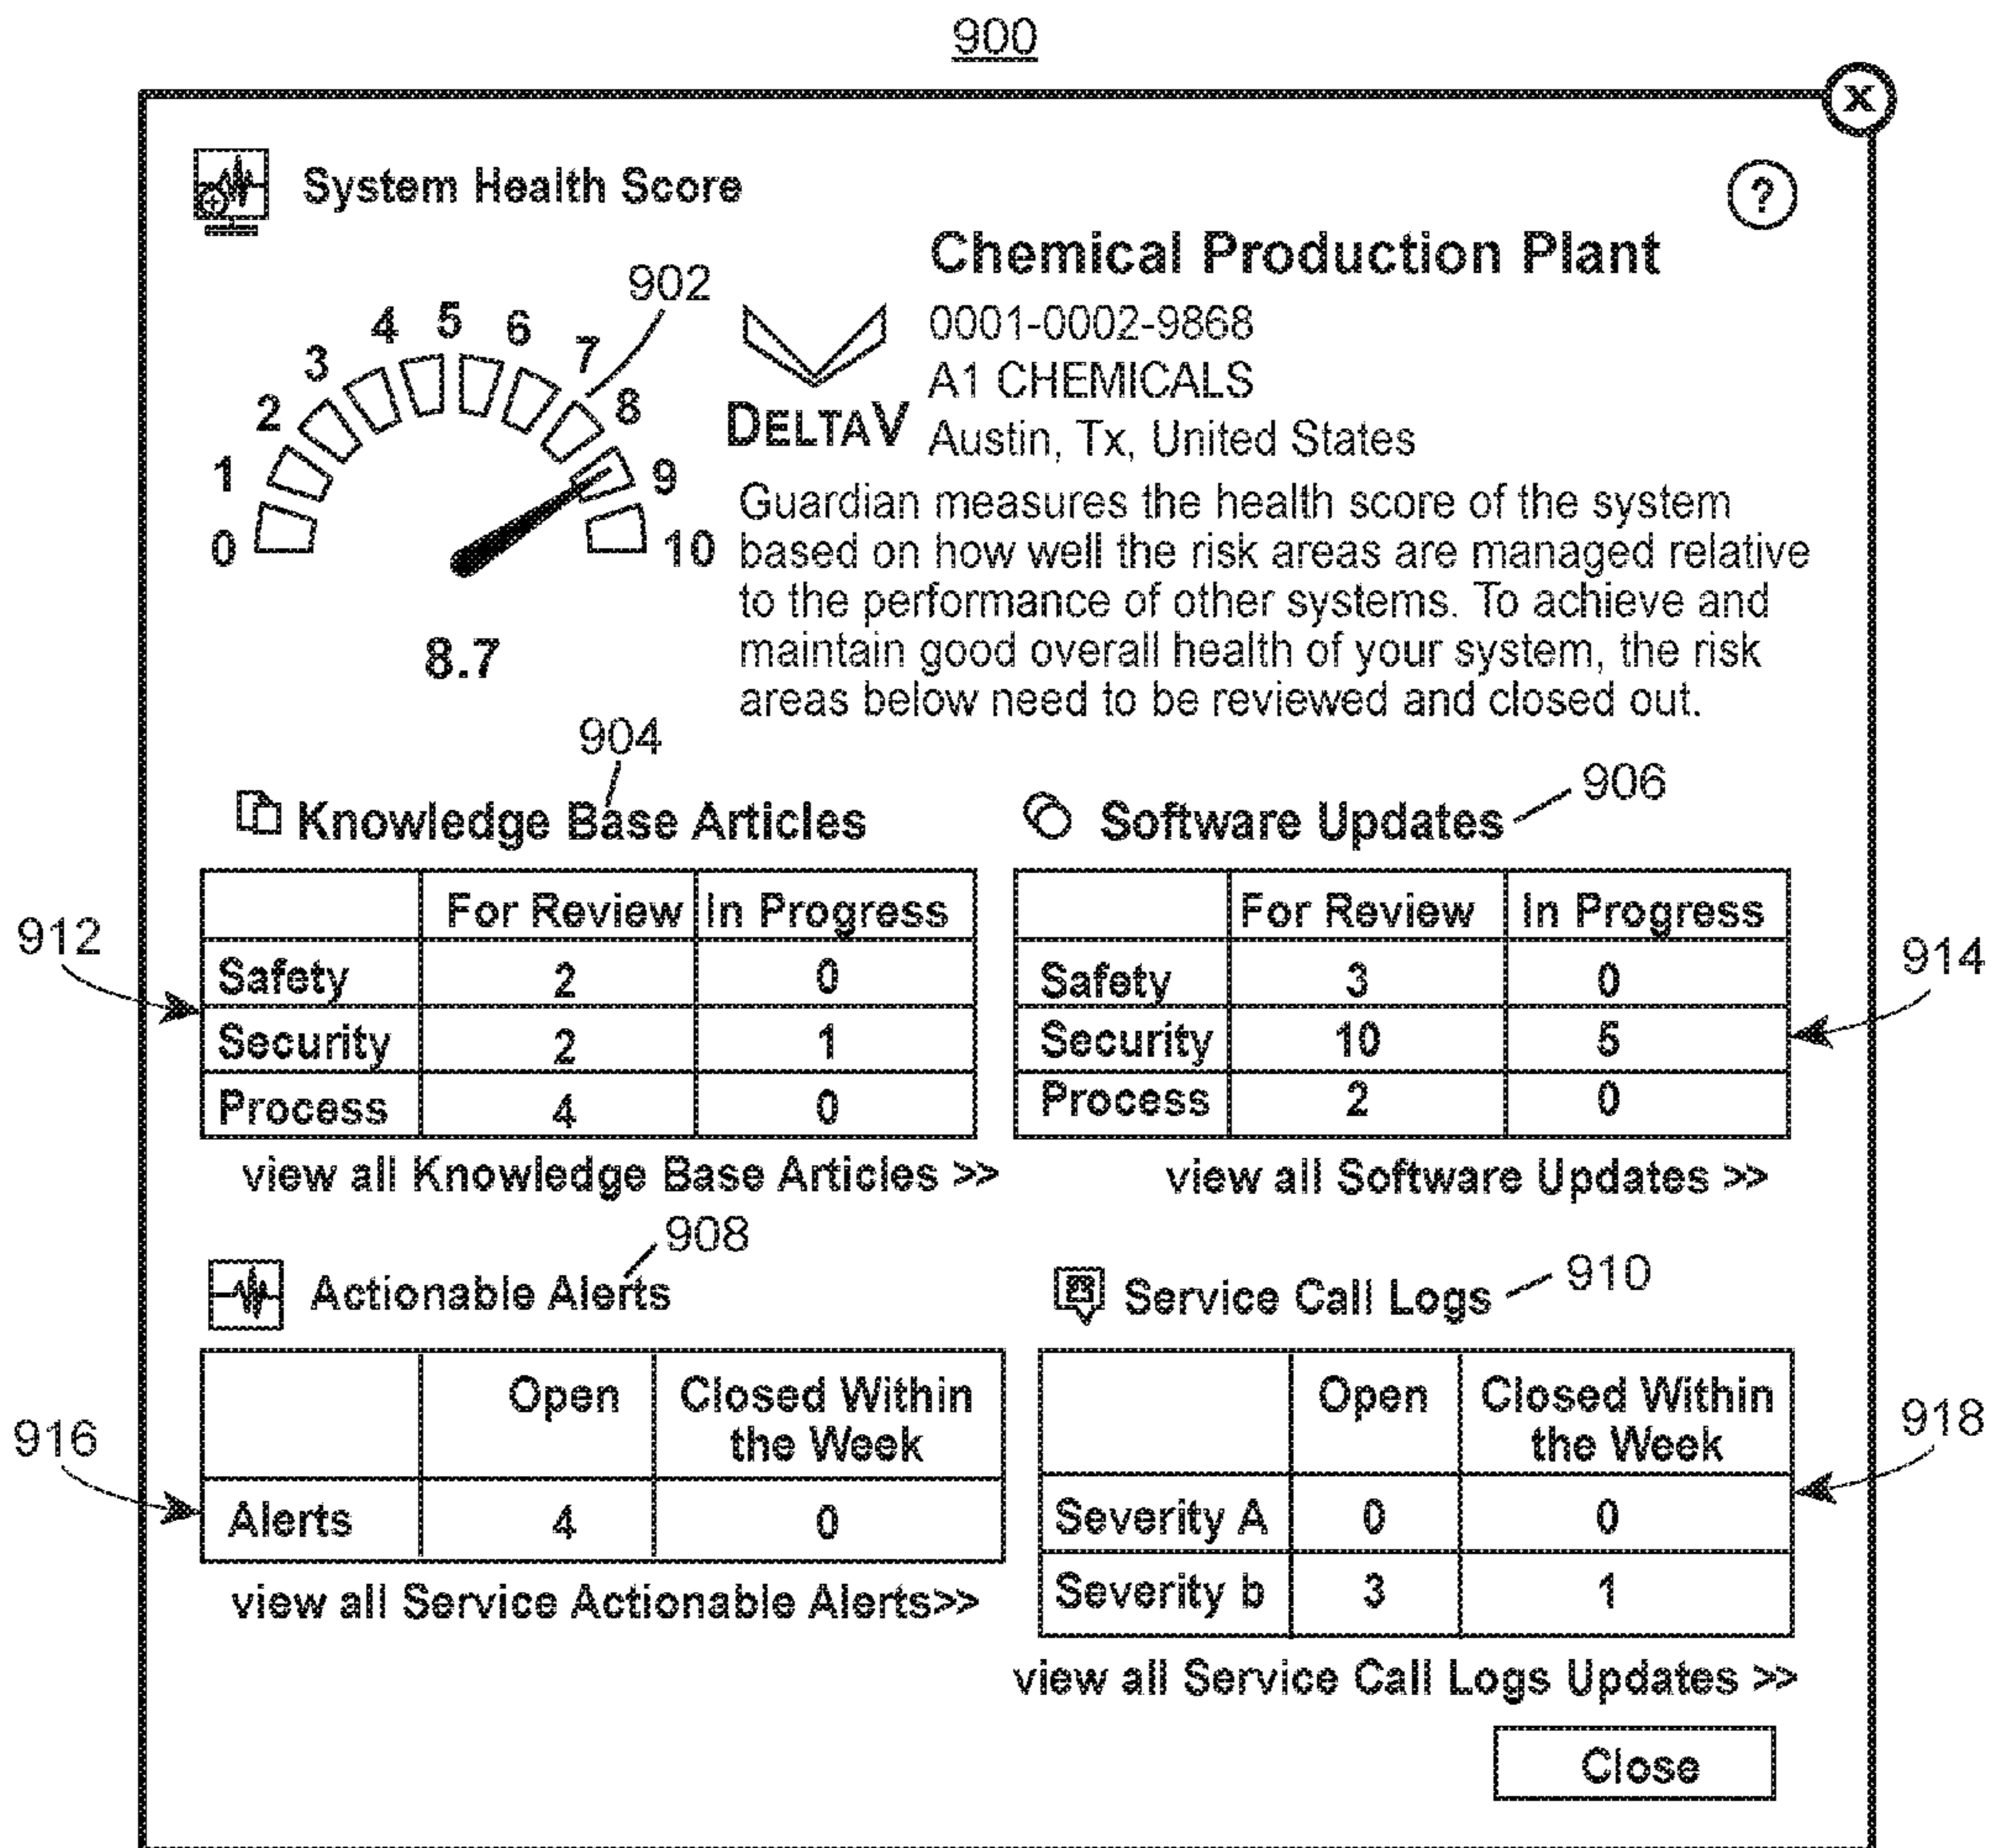 900
X
System Health Score
?
902
0 1 2 3 4 5 6 7 8 9 10
8.7
DELTAV
Chemical Production Plant
0001-0002-9868
A1 CHEMICALS
Austin, Tx, United States
Guardian measures the health score of the system
based on how well the risk areas are managed relative
to the performance of other systems. To achieve and
maintain good overall health of your system, the risk
areas below need to be reviewed and closed out.
904
Knowledge Base Articles
912
For Review In Progress
Safety 2 0
Security 2 1
Process 4 0
view all Knowledge Base Articles >>
906
Software Updates
914
For Review In Progress
Safety 3 0
Security 10 5
Process 2 0
view all Software Updates >>
908
Actionable Alerts
916
Open Closed Within
the Week
Alerts 4 0
view all Service Actionable Alerts>>
910
Service Call Logs
918
Open Closed Within
the Week
Severity A 0 0
Severity b 3 1
view all Service Call Logs Updates >>
Close